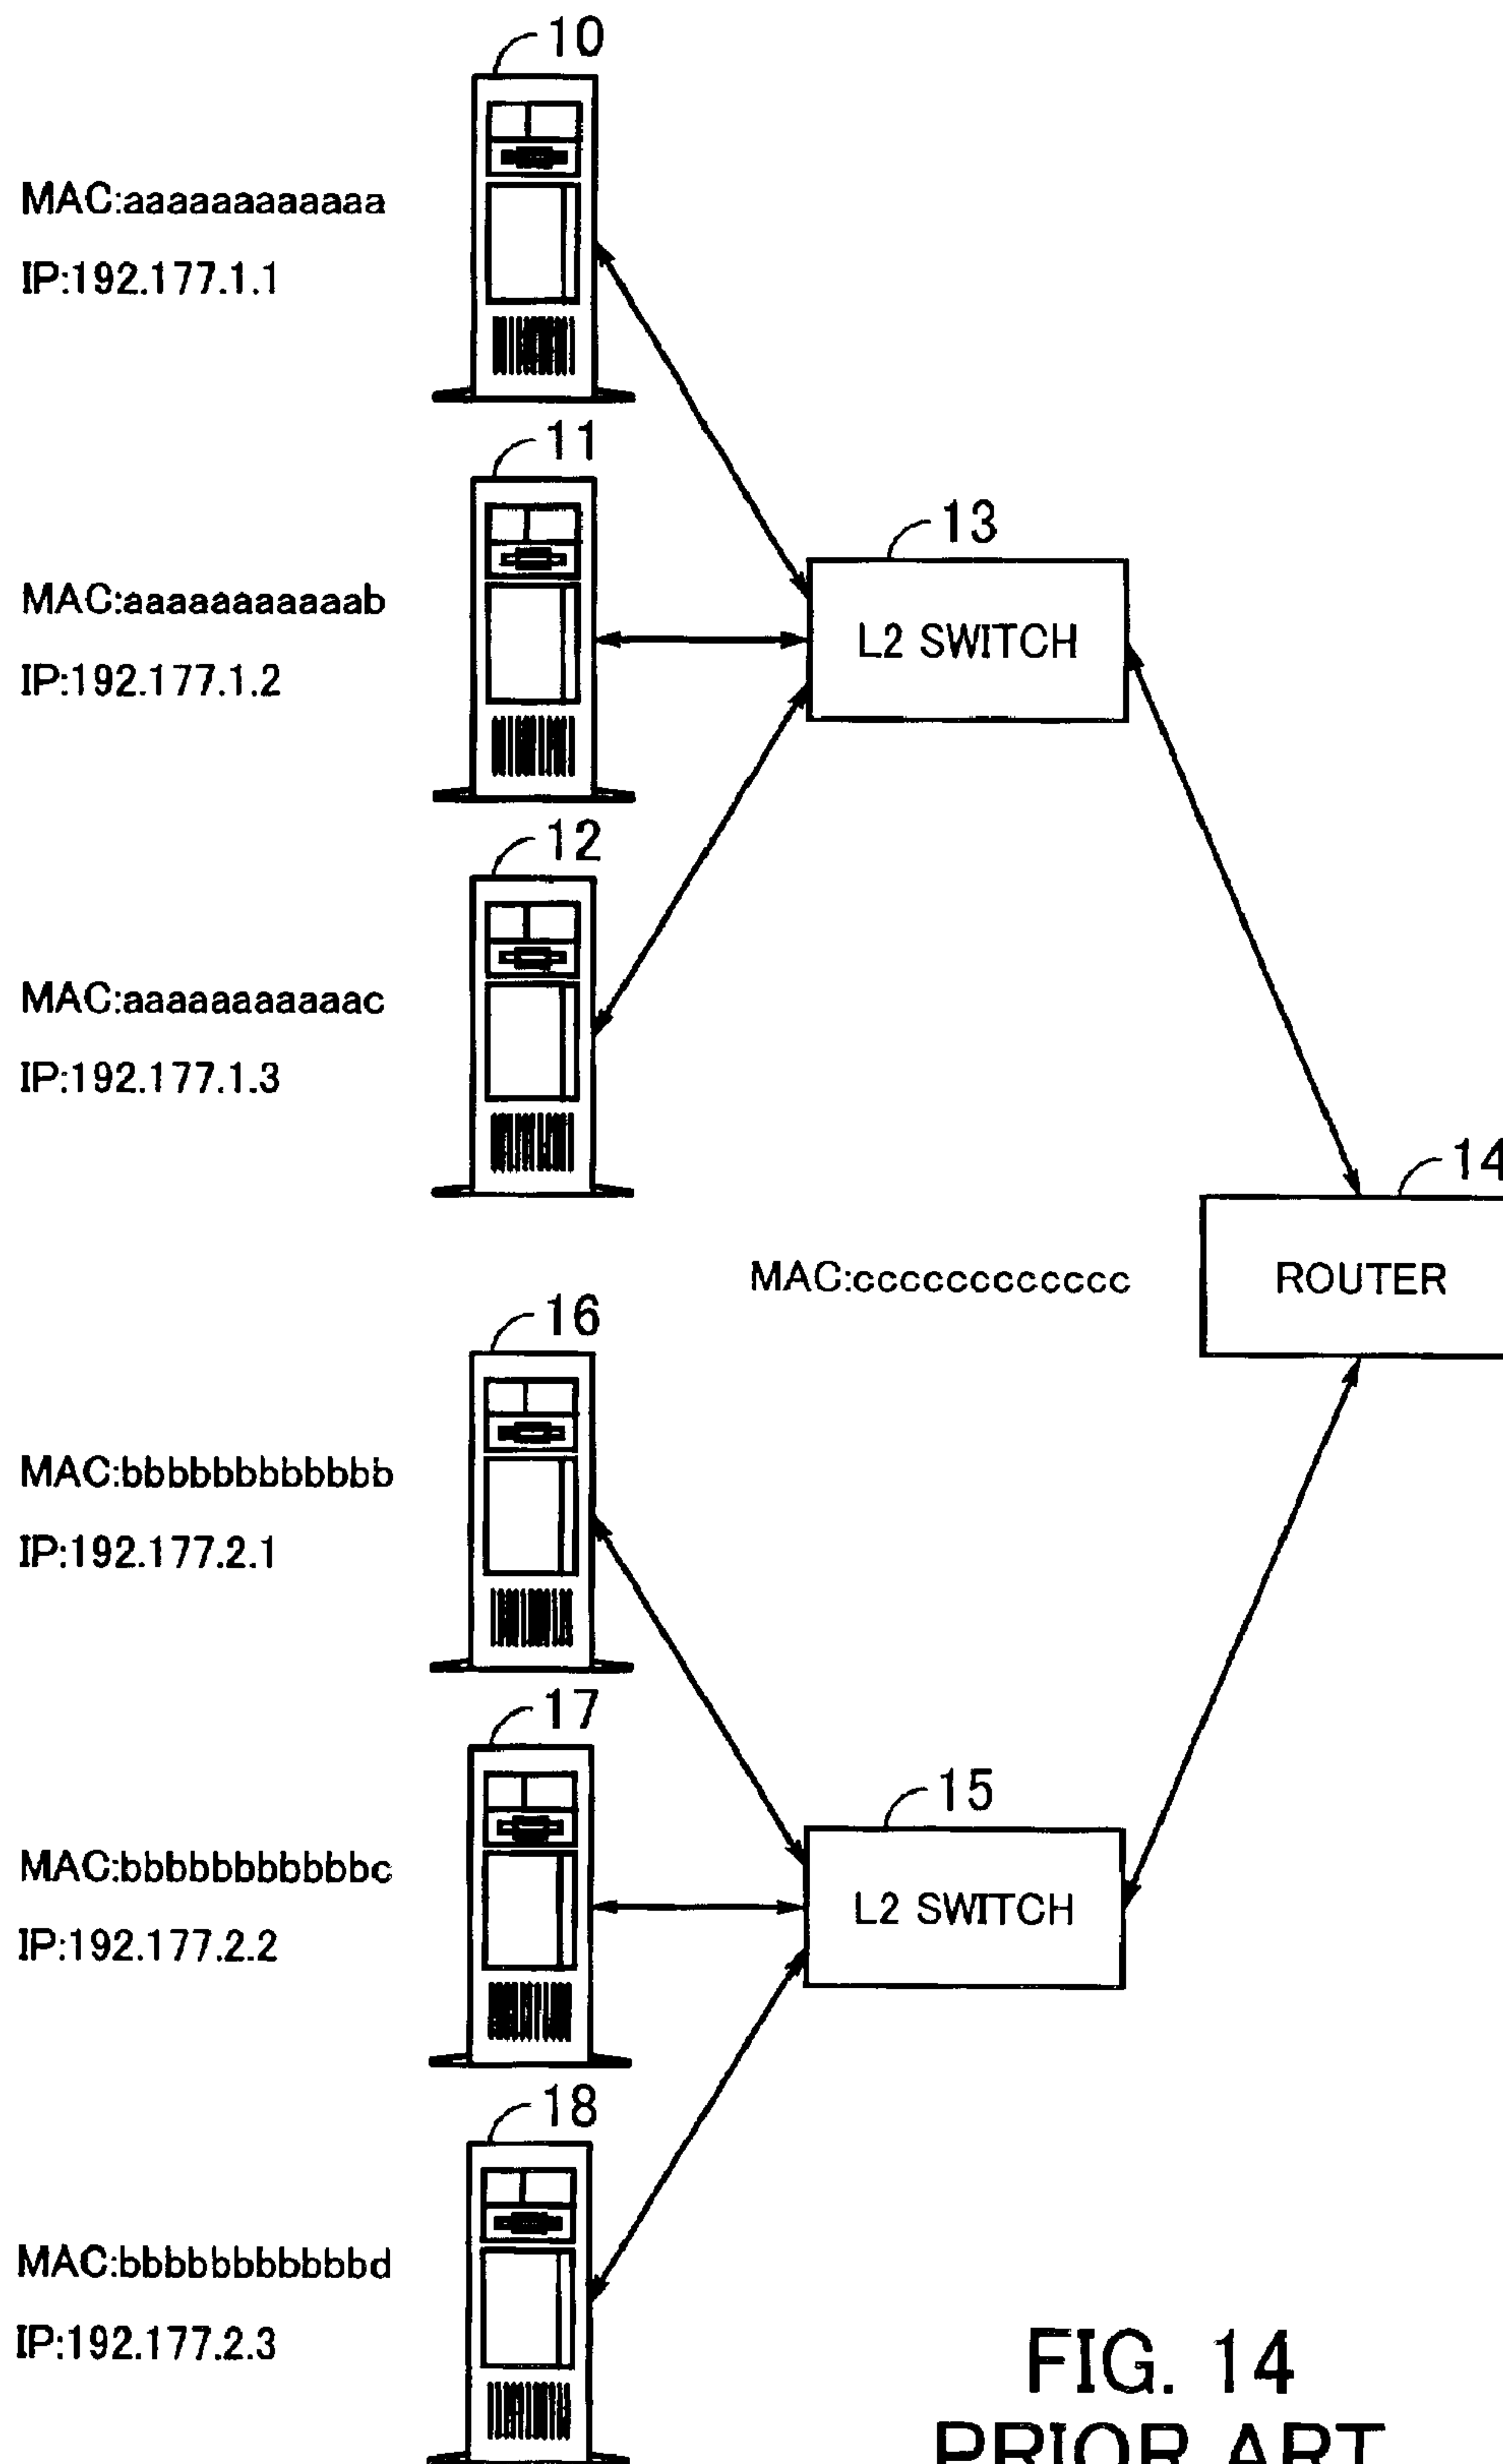 10
MAC:aaaaaaaaaaaa
IP:192.177.1.1
11
MAC:aaaaaaaaaaab
IP:192.177.1.2
13
L2 SWITCH
12
MAC:aaaaaaaaaaac
IP:192.177.1.3
14
MAC:cccccccccccc
ROUTER
16
MAC:bbbbbbbbbbbb
IP:192.177.2.1
17
MAC:bbbbbbbbbbbc
IP:192.177.2.2
15
L2 SWITCH
18
MAC:bbbbbbbbbbbd
IP:192.177.2.3
FIG. 14
PRIOR ART